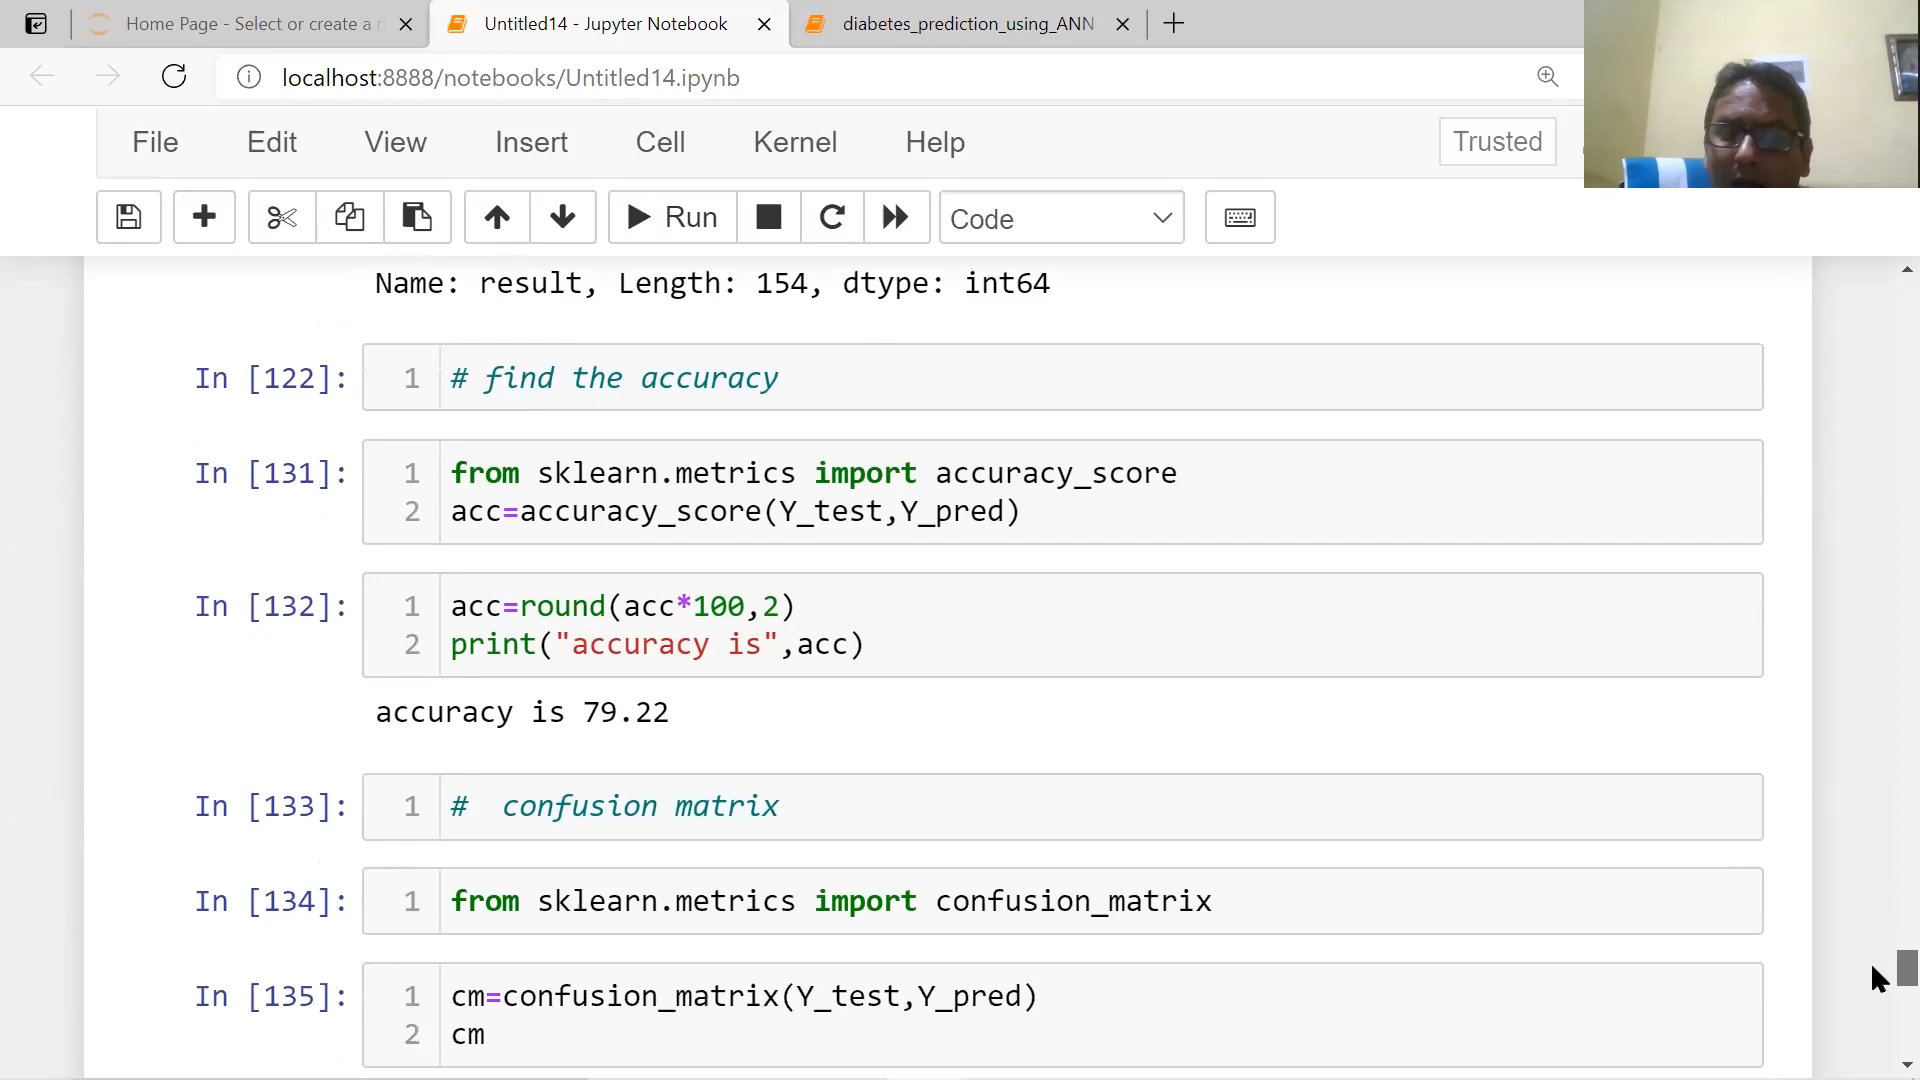 Home Page - Select or create a n
Untitled14 - Jupyter Notebook
diabetes_prediction_using_ANN
localhost:8888/notebooks/Untitled14.ipynb
File Edit View Insert Cell Kernel Help Trusted
Run Code
Name: result, Length: 154, dtype: int64
In [122]: 1 # find the accuracy
In [131]: 1 from sklearn.metrics import accuracy_score
2 acc=accuracy_score(Y_test,Y_pred)
In [132]: 1 acc=round(acc*100,2)
2 print("accuracy is",acc)
accuracy is 79.22
In [133]: 1 #  confusion matrix
In [134]: 1 from sklearn.metrics import confusion_matrix
In [135]: 1 cm=confusion_matrix(Y_test,Y_pred)
2 cm